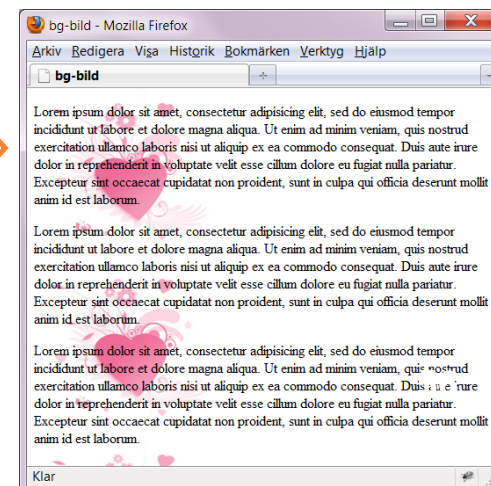 bg-bild - Mozilla Firefox
Arkiv Redigera Visa Historik Bokmärken Verktyg Hjälp
bg-bild
Lorem ipsum dolor sit amet, consectetur adipisicing elit, sed do eiusmod tempor
incididunt ut labore et dolore magna aliqua. Ut enim ad minim veniam, quis nostrud
exercitation ullamco laboris nisi ut aliquip ex ea commodo consequat. Duis aute irure
dolor in reprehenderit in voluptate velit esse cillum dolore eu fugiat nulla pariatur.
Excepteur sint occaecat cupidatat non proident, sunt in culpa qui officia deserunt mollit
anim id est laborum.
Lorem ipsum dolor sit amet, consectetur adipisicing elit, sed do eiusmod tempor
incididunt ut labore et dolore magna aliqua. Ut enim ad minim veniam, quis nostrud
exercitation ullamco laboris nisi ut aliquip ex ea commodo consequat. Duis aute irure
dolor in reprehenderit in voluptate velit esse cillum dolore eu fugiat nulla pariatur.
Excepteur sint occaecat cupidatat non proident, sunt in culpa qui officia deserunt mollit
anim id est laborum.
Lorem ipsum dolor sit amet, consectetur adipisicing elit, sed do eiusmod tempor
incididunt ut labore et dolore magna aliqua. Ut enim ad minim veniam, quis
exercitation ullamco laboris nisi ut aliquip ex ea commodo consequat. Duis
dolor in reprehenderit in voluptate velit esse cillum dolore eu fugiat nulla pariatur.
Excepteur sint occaecat cupidatat non proident, sunt in culpa qui officia deserunt mollit
anim id est laborum.
Klar